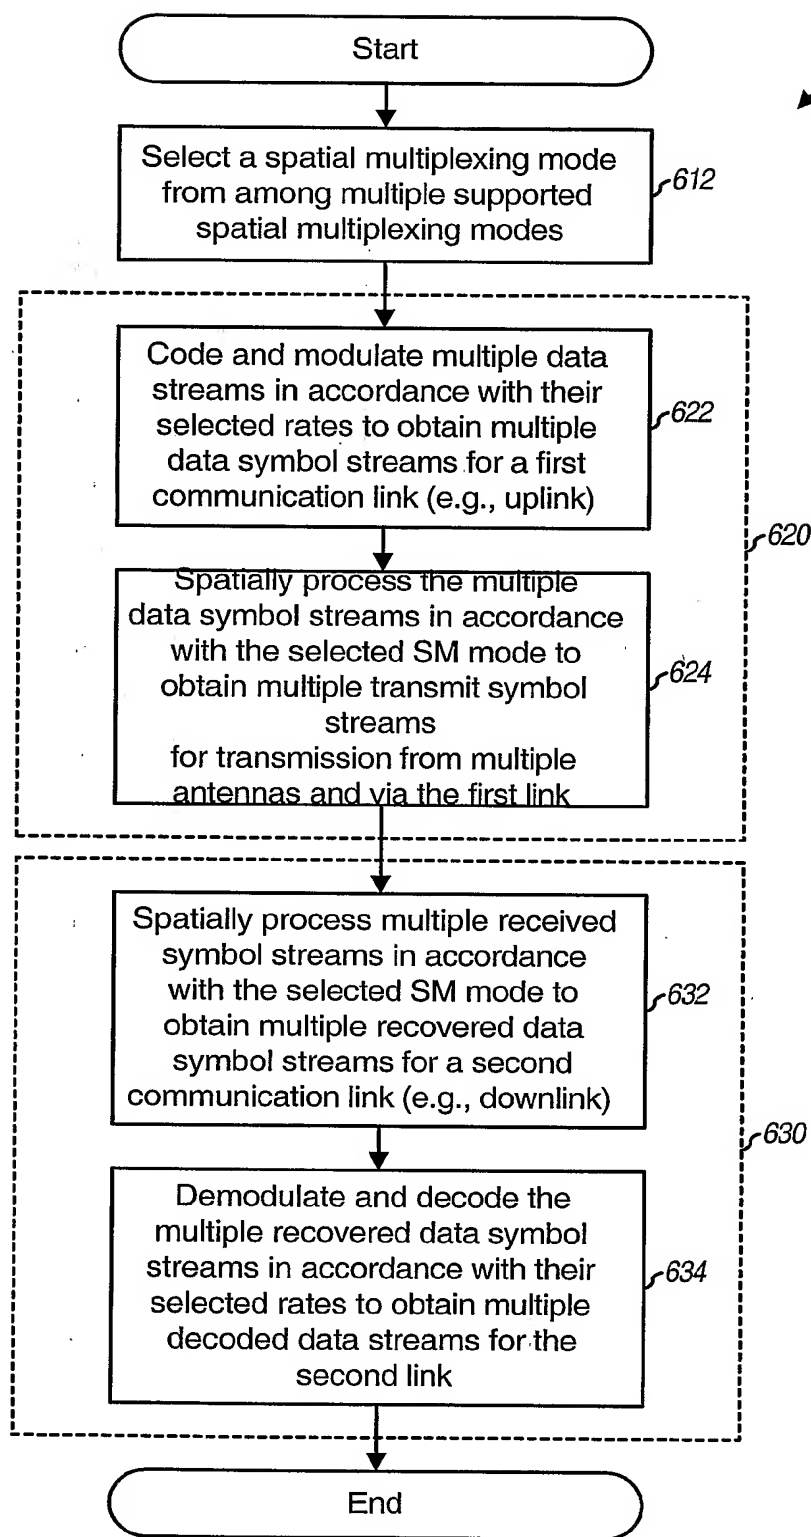 Start
Select a spatial multiplexing mode
from among multiple supported
spatial multiplexing modes
612
Code and modulate multiple data
streams in accordance with their
selected rates to obtain multiple
data symbol streams for a first
communication link (e.g., uplink)
622
620
Spatially process the multiple
data symbol streams in accordance
with the selected SM mode to
obtain multiple transmit symbol
streams
for transmission from multiple
antennas and via the first link
624
Spatially process multiple received
symbol streams in accordance
with the selected SM mode to
obtain multiple recovered data
symbol streams for a second
communication link (e.g., downlink)
632
630
Demodulate and decode the
multiple recovered data symbol
streams in accordance with their
selected rates to obtain multiple
decoded data streams for the
second link
634
End